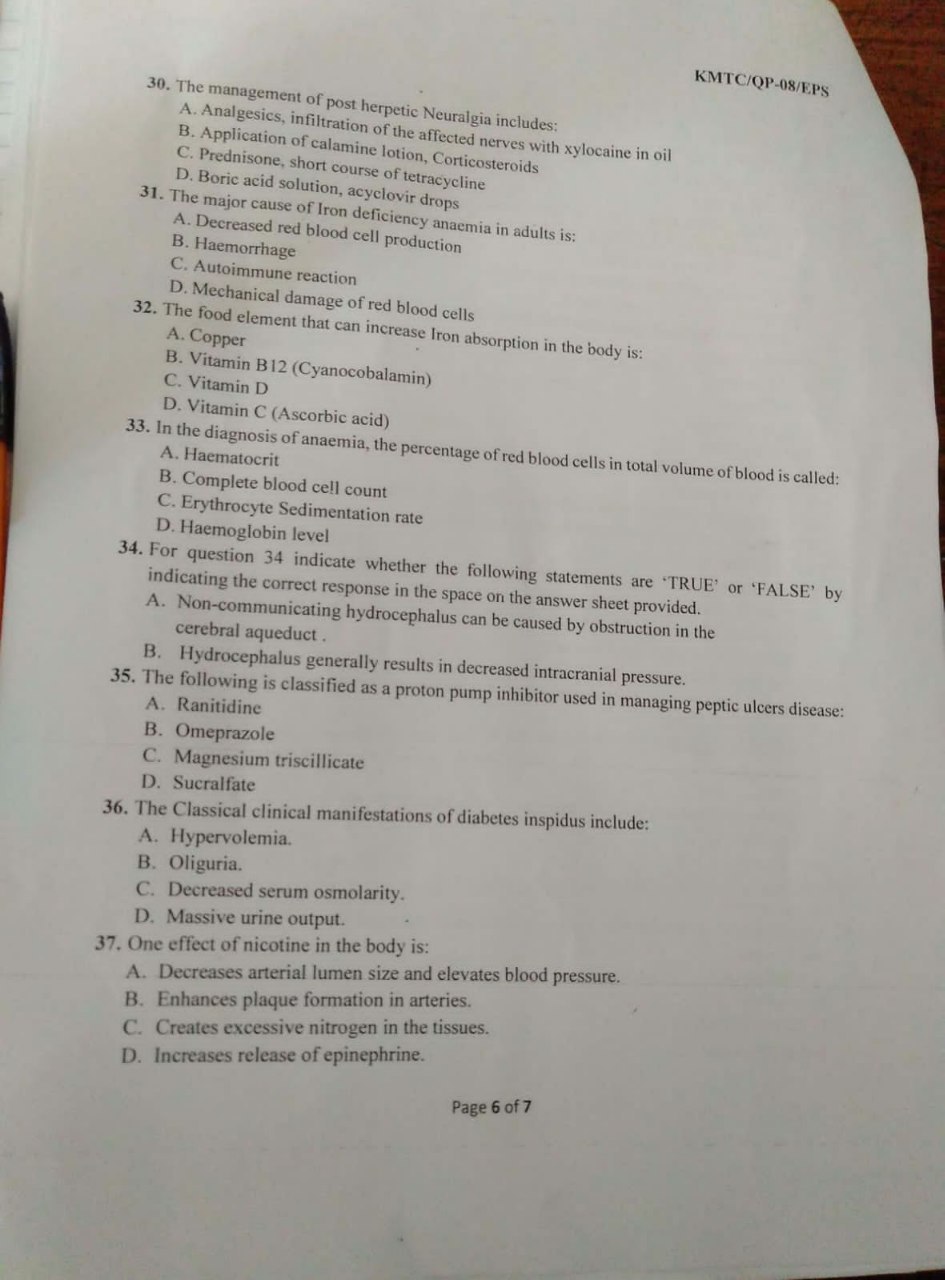 KMTC/QP-08/EPS
30. The management of post herpetic Neuralgia includes:
A. Analgesics, infiltration of the affected nerves with xylocaine in oil
B. Application of calamine lotion, Corticosteroids
C. Prednisone, short course of tetracycline
D. Boric acid solution, acyclovir drops
31. The major cause of Iron deficiency anaemia in adults is:
A. Decreased red blood cell production
B. Haemorrhage
C. Autoimmune reaction
D. Mechanical damage of red blood cells
32. The food element that can increase Iron absorption in the body is:
A. Copper
B. Vitamin B12 (Cyanocobalamin)
C. Vitamin D
D. Vitamin C (Ascorbic acid)
33. In the diagnosis of anaemia, the percentage of red blood cells in total volume of blood is called:
A. Haematocrit
B. Complete blood cell count
C. Erythrocyte Sedimentation rate
D. Haemoglobin level
34. For question 34 indicate whether the following statements are ‘TRUE’ or ‘FALSE’ by
indicating the correct response in the space on the answer sheet provided.
A. Non-communicating hydrocephalus can be caused by obstruction in the
cerebral aqueduct .
B. Hydrocephalus generally results in decreased intracranial pressure.
35. The following is classified as a proton pump inhibitor used in managing peptic ulcers disease:
A. Ranitidine
B. Omeprazole
C. Magnesium triscillicate
D. Sucralfate
36. The Classical clinical manifestations of diabetes inspidus include:
A. Hypervolemia.
B. Oliguria.
C. Decreased serum osmolarity.
D. Massive urine output.
37. One effect of nicotine in the body is:
A. Decreases arterial lumen size and elevates blood pressure.
B. Enhances plaque formation in arteries.
C. Creates excessive nitrogen in the tissues.
D. Increases release of epinephrine.
Page 6 of 7